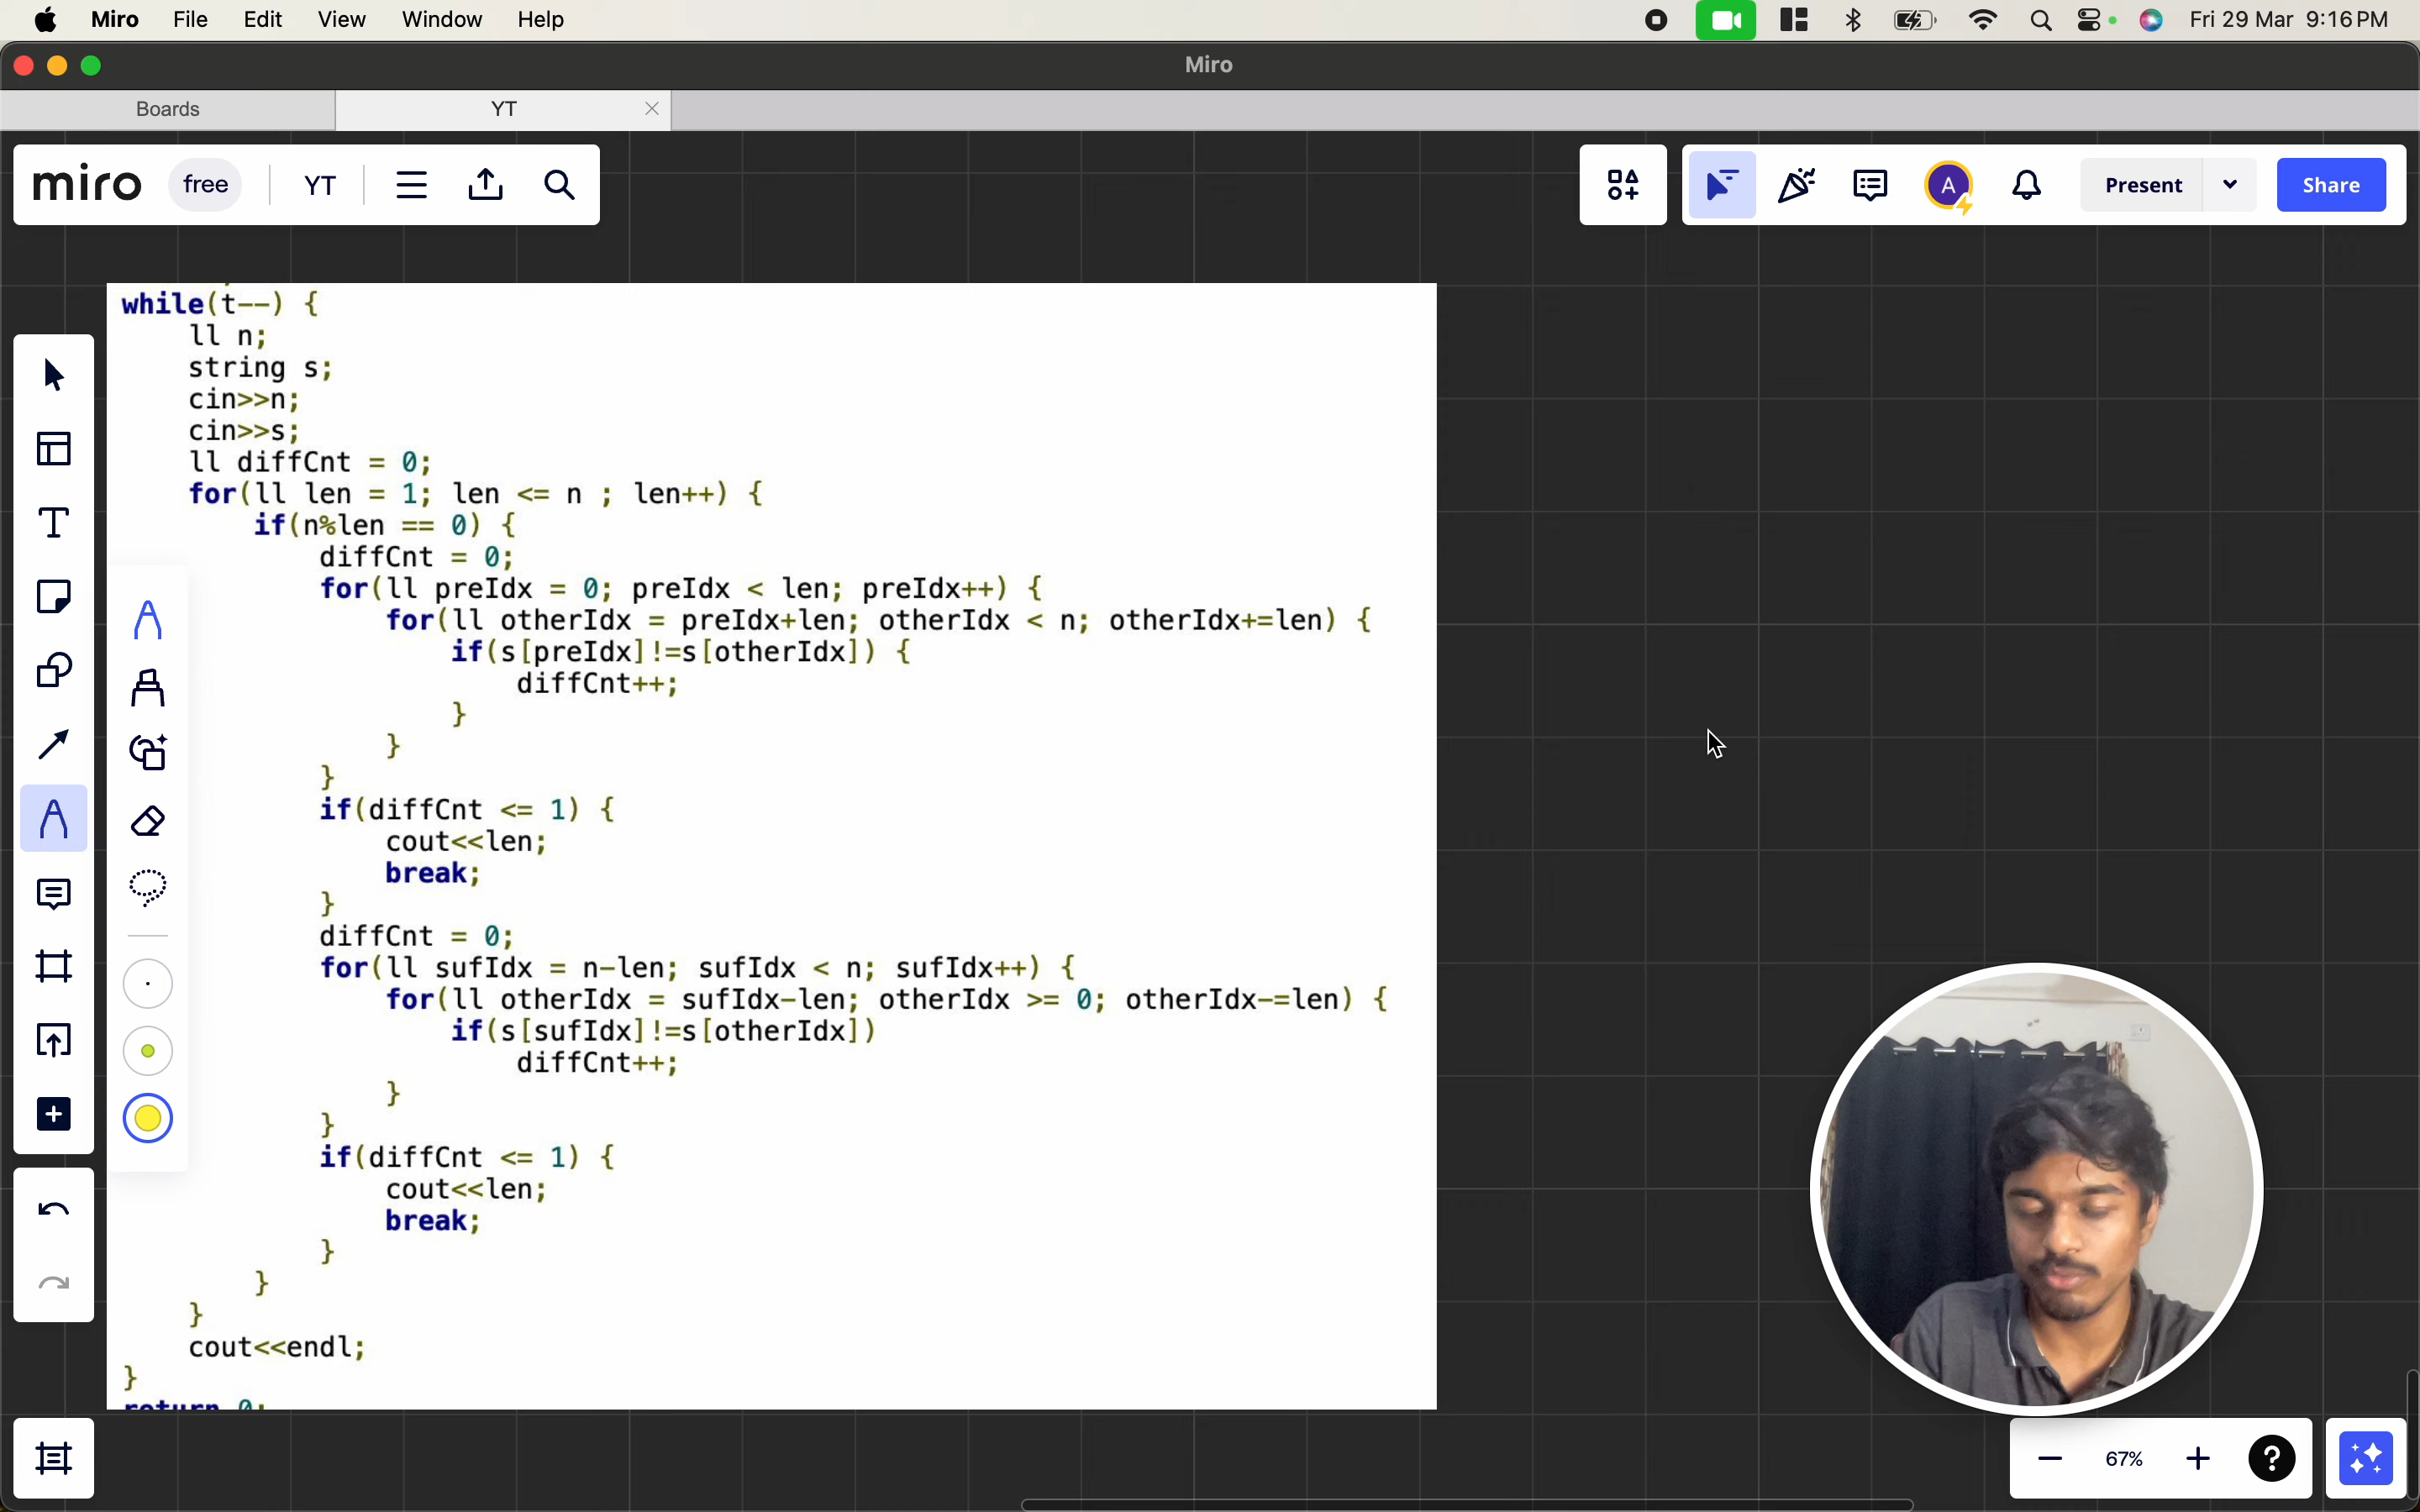 Miro File Edit View Window Help Fri 29 Mar 9:16 PM
Miro
Boards YT
miro free YT Present Share
A
while(t--) {
ll n;
string s;
cin>>n;
cin>>s;
ll diffCnt = 0;
for(ll len = 1; len <= n ; len++) {
if(n%len == 0) {
diffCnt = 0;
for(ll preIdx = 0; preIdx < len; preIdx++) {
for(ll otherIdx = preIdx+len; otherIdx < n; otherIdx+=len) {
if(s[preIdx]!=s[otherIdx]) {
diffCnt++;
}
}
}
if(diffCnt <= 1) {
cout<<len;
break;
}
diffCnt = 0;
for(ll sufIdx = n-len; sufIdx < n; sufIdx++) {
for(ll otherIdx = sufIdx-len; otherIdx >= 0; otherIdx-=len) {
if(s[sufIdx]!=s[otherIdx])
diffCnt++;
}
}
if(diffCnt <= 1) {
cout<<len;
break;
}
}
}
cout<<endl;
}
return 0;
67%